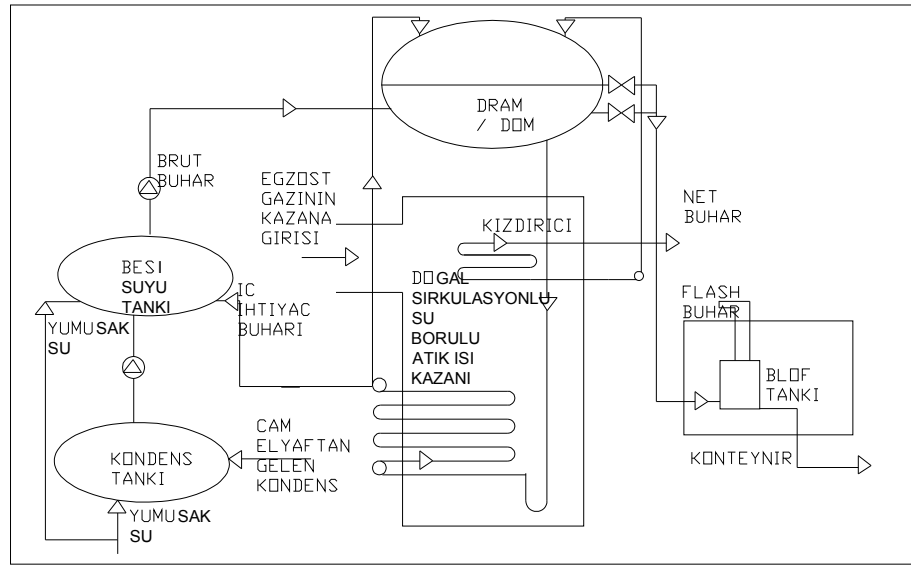 DRAM
/ DOM
BRUT
BUHAR
EGZOST
GAZININ
KAZANA
GIRISI
NET
BUHAR
KIZDIRICI
BESI
SUYU
TANKI
DOGAL
SIRKULASYONLU
SU
BORULU
ATIK ISI
KAZANI
IC
IHTIYAC
BUHARI
FLASH
BUHAR
YUMUSAK
SU
BLOF
TANKI
CAM
ELYAFTAN
GELEN
KONDENS
KONDENS
TANKI
KONTEYNIR
YUMUSAK
SU